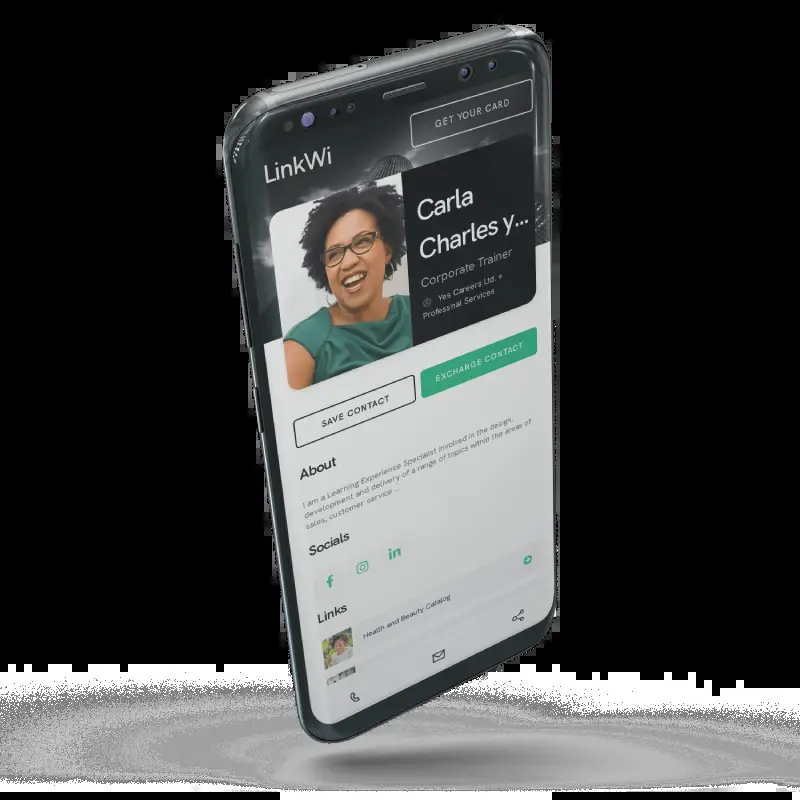 GET YOUR CARD
LinkWi
Carla
Charles y...
Corporate Trainer
Yes Careers Ltd. •
Professinal Services
SAVE CONTACT
EXCHANGE CONTACT
About
I am a Learning Experience Specialist involved in the design,
development and delivery of a range of topics within the areas of
sales, customer service ...
Socials
f
in
Links
Health and Beauty Catalog